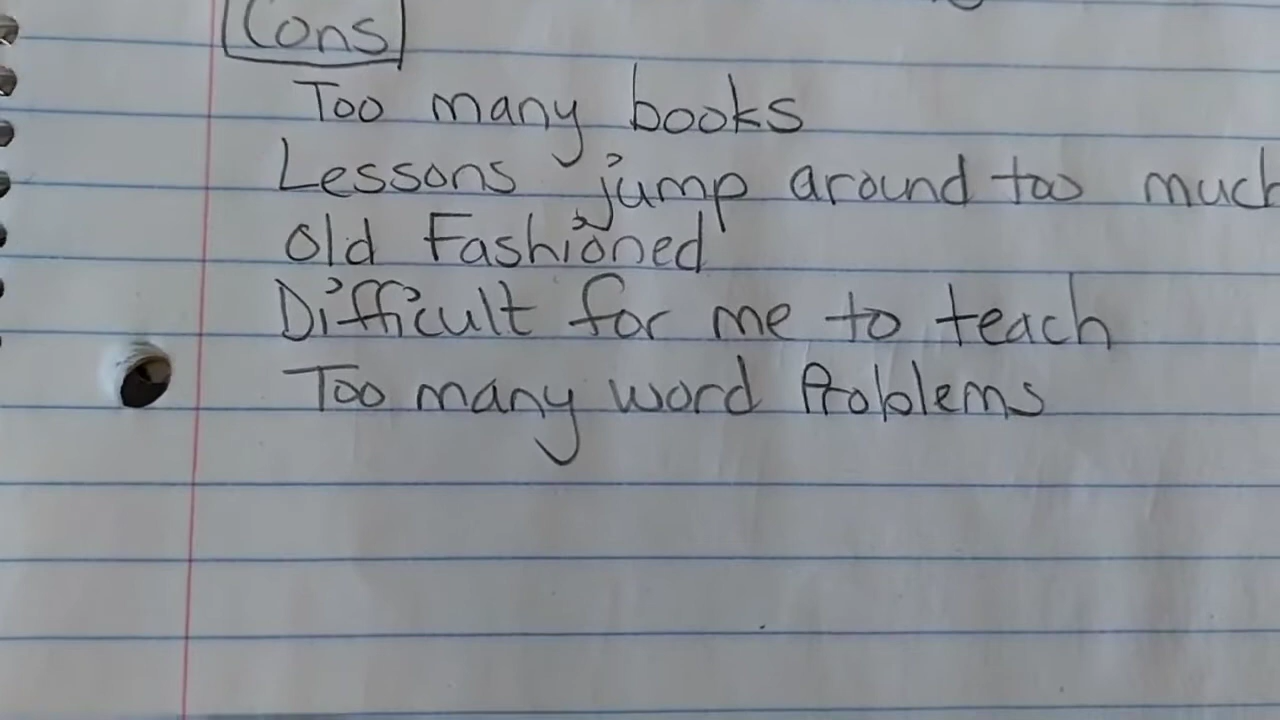 Cons
Too many books
Lessons jump around too much
Old Fashioned
Difficult for me to teach
Too many word Problems